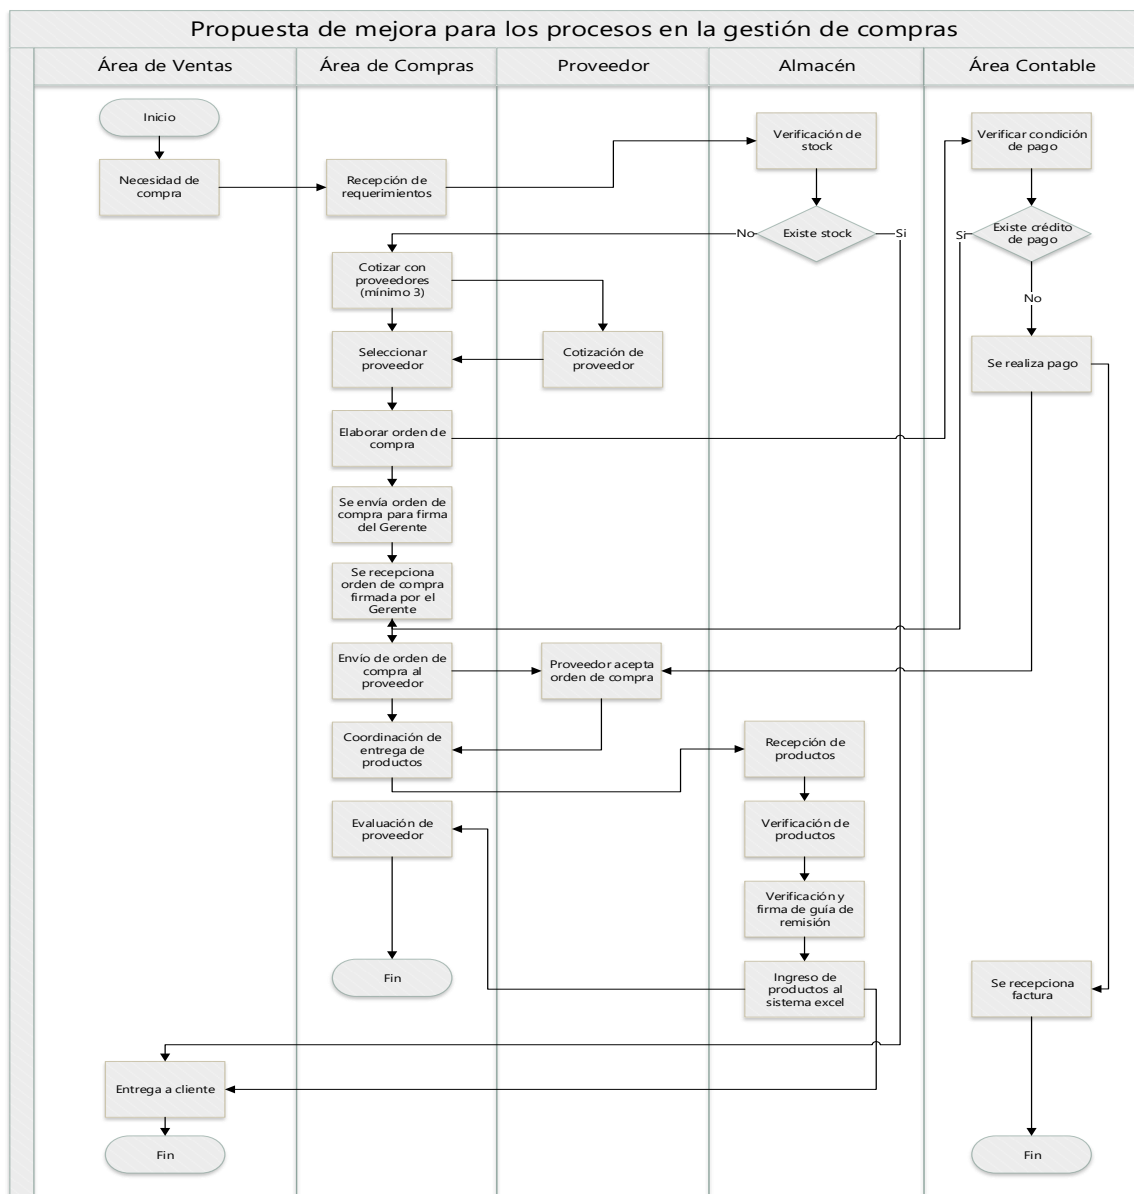 Propuesta de mejora para los procesos en la gestión de compras
Área de Ventas
Área de Compras
Proveedor
Almacén
Área Contable
Inicio
Necesidad de
compra
Recepción de
requerimientos
Verificación de
stock
Verificar condición
de pago
No
Existe stock
Si
Si
Existe crédito
de pago
No
Cotizar con
proveedores
(mínimo 3)
Seleccionar
proveedor
Cotización de
proveedor
Se realiza pago
Elaborar orden de
compra
Se envía orden de
compra para firma
del Gerente
Se recepciona
orden de compra
firmada por el
Gerente
Envío de orden de
compra al
proveedor
Proveedor acepta
orden de compra
Coordinación de
entrega de
productos
Recepción de
productos
Evaluación de
proveedor
Verificación de
productos
Verificación y
firma de guía de
remisión
Fin
Ingreso de
productos al
sistema excel
Se recepciona
factura
Entrega a cliente
Fin
Fin